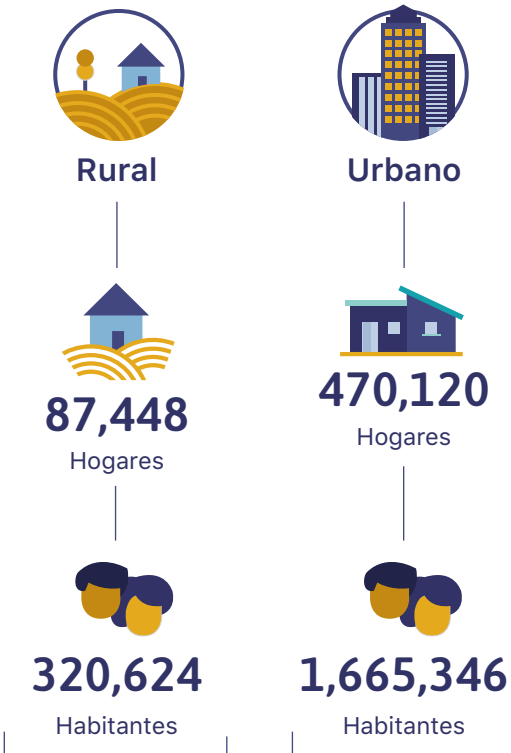 Rural
87,448
Hogares
320,624
Habitantes
Urbano
470,120
Hogares
1,665,346
Habitantes